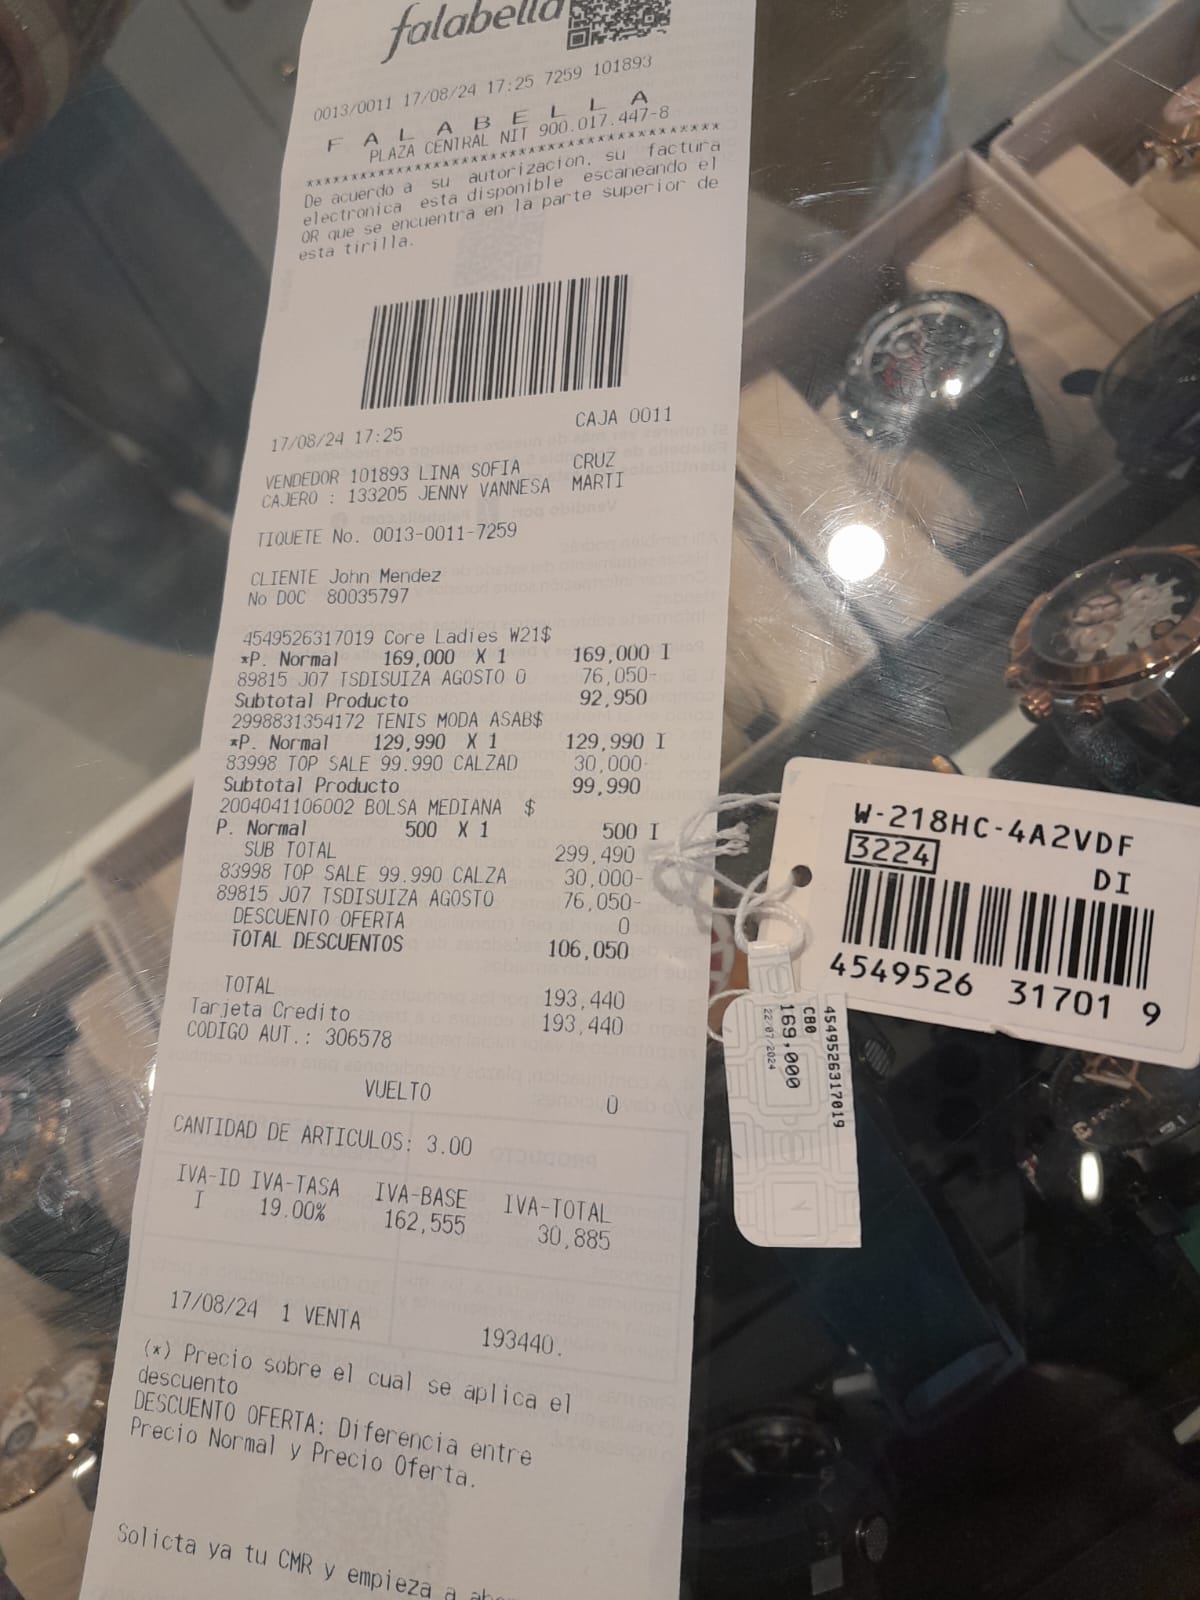 falabella
0013/0011 17/08/24 17:25 7259 101893
F A L A B E L L A
PLAZA CENTRAL NIT 900.017.447-8
****************************************
De acuerdo a su autorizacion, su factura
electronica esta disponible escaneando el
QR que se encuentra en la parte superior de
esta tirilla.
17/08/24 17:25 CAJA 0011
VENDEDOR 101893 LINA SOFIA CRUZ
CAJERO : 133205 JENNY VANNESA MARTI
TIQUETE No. 0013-0011-7259
CLIENTE John Mendez
No DOC 80035797
4549526317019 Core Ladies W21$
*P. Normal 169,000 X 1 169,000 I
89815 J07 TSDISUIZA AGOSTO O 76,050-
Subtotal Producto 92,950
2998831354172 TENIS MODA ASAB$
*P. Normal 129,990 X 1 129,990 I
83998 TOP SALE 99.990 CALZAD 30,000-
Subtotal Producto 99,990
2004041106002 BOLSA MEDIANA $
P. Normal 500 X 1 500 I
SUB TOTAL 299,490
83998 TOP SALE 99.990 CALZA 30,000-
89815 J07 TSDISUIZA AGOSTO 76,050-
DESCUENTO OFERTA 0
TOTAL DESCUENTOS 106,050
TOTAL 193,440
Tarjeta Credito 193,440
CODIGO AUT.: 306578
VUELTO 0
CANTIDAD DE ARTICULOS: 3.00
IVA-ID IVA-TASA IVA-BASE IVA-TOTAL
I 19.00% 162,555 30,885
17/08/24 1 VENTA 193440.
(*) Precio sobre el cual se aplica el
descuento
DESCUENTO OFERTA: Diferencia entre
Precio Normal y Precio Oferta.
Solicta ya tu CMR y empieza a
W-218HC-4A2VDF
3224
DI
4549526 31701 9
4549526317019
C80
169,000
22/07/2024